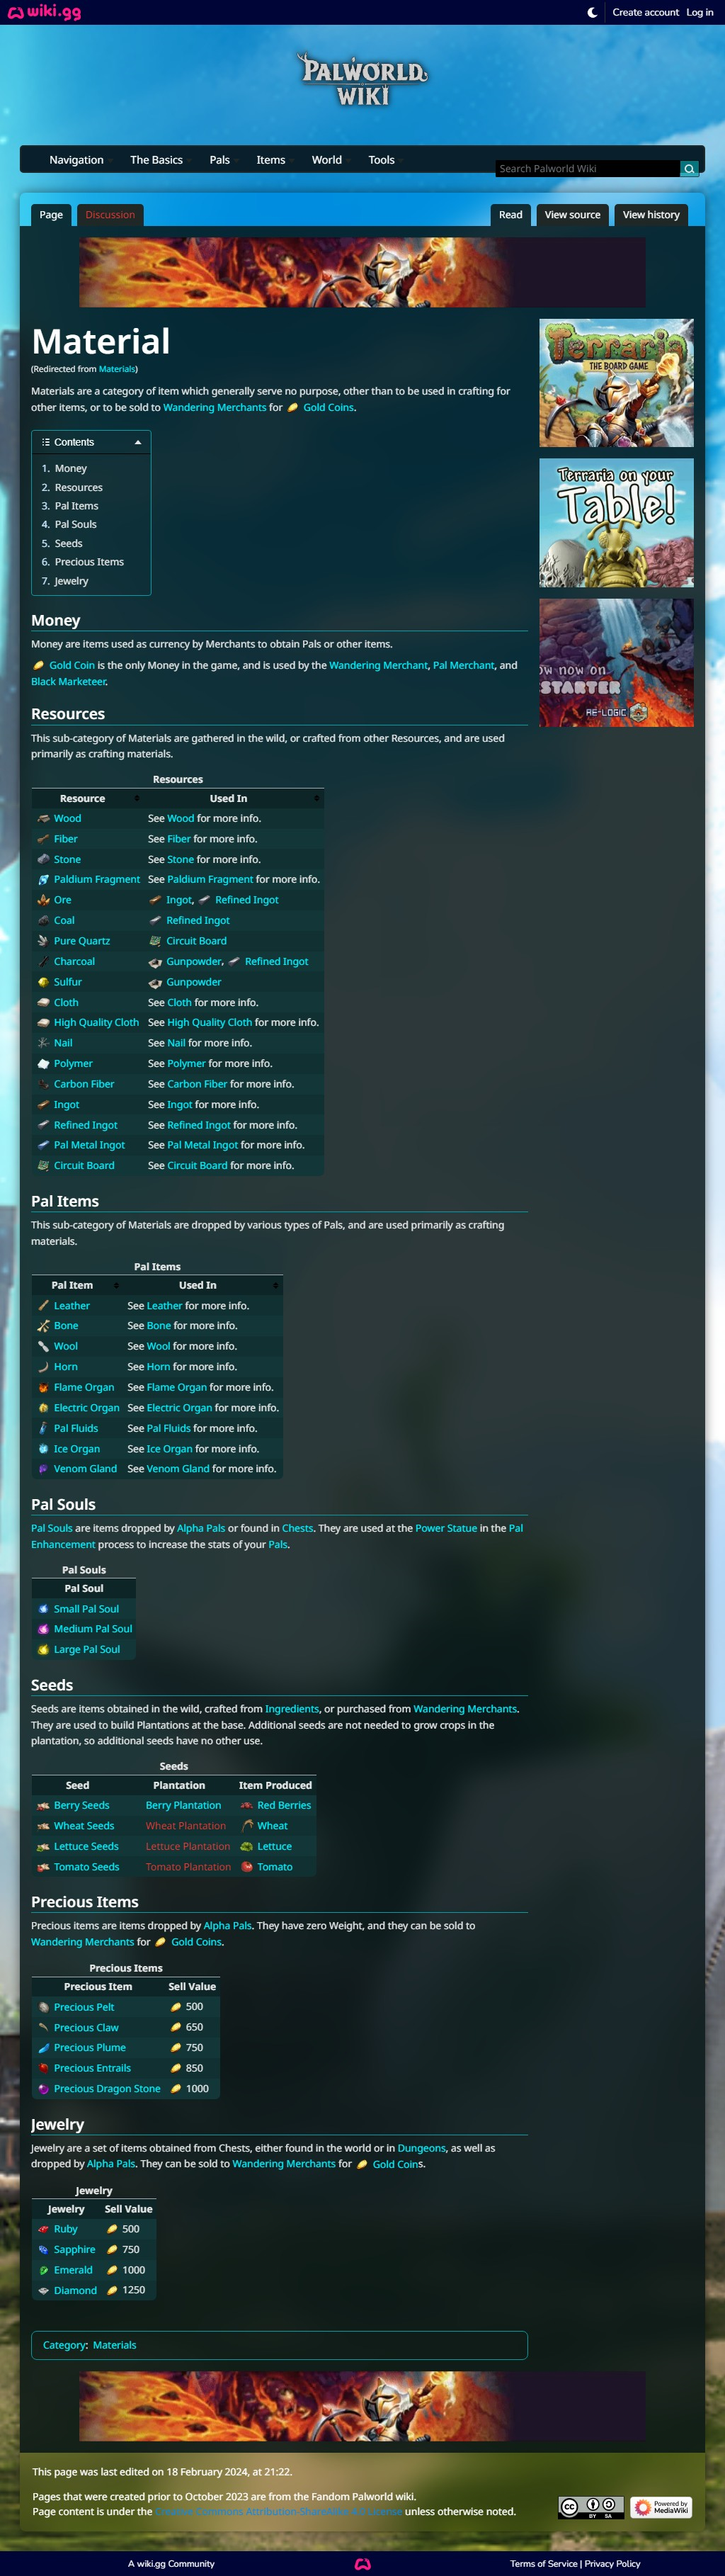 wiki.gg
Create account Log in
PALWORLD
WIKI
Navigation The Basics Pals Items World Tools
Search Palworld Wiki
Page Discussion Read View source View history
Terraria
THE BOARD GAME
Material
(Redirected from Materials)
Materials are a category of item which generally serve no purpose, other than to be used in crafting for
other items, or to be sold to Wandering Merchants for Gold Coins.
Terraria on your
Table!
Contents
1. Money
2. Resources
3. Pal Items
4. Pal Souls
5. Seeds
6. Precious Items
7. Jewelry
ow now on
STARTER
RE-LOGIC
Money
Money are items used as currency by Merchants to obtain Pals or other items.
Gold Coin is the only Money in the game, and is used by the Wandering Merchant, Pal Merchant, and
Black Marketeer.
Resources
This sub-category of Materials are gathered in the wild, or crafted from other Resources, and are used
primarily as crafting materials.
Resources
Resource Used In
Wood See Wood for more info.
Fiber See Fiber for more info.
Stone See Stone for more info.
Paldium Fragment See Paldium Fragment for more info.
Ore Ingot, Refined Ingot
Coal Refined Ingot
Pure Quartz Circuit Board
Charcoal Gunpowder, Refined Ingot
Sulfur Gunpowder
Cloth See Cloth for more info.
High Quality Cloth See High Quality Cloth for more info.
Nail See Nail for more info.
Polymer See Polymer for more info.
Carbon Fiber See Carbon Fiber for more info.
Ingot See Ingot for more info.
Refined Ingot See Refined Ingot for more info.
Pal Metal Ingot See Pal Metal Ingot for more info.
Circuit Board See Circuit Board for more info.
Pal Items
This sub-category of Materials are dropped by various types of Pals, and are used primarily as crafting
materials.
Pal Items
Pal Item Used In
Leather See Leather for more info.
Bone See Bone for more info.
Wool See Wool for more info.
Horn See Horn for more info.
Flame Organ See Flame Organ for more info.
Electric Organ See Electric Organ for more info.
Pal Fluids See Pal Fluids for more info.
Ice Organ See Ice Organ for more info.
Venom Gland See Venom Gland for more info.
Pal Souls
Pal Souls are items dropped by Alpha Pals or found in Chests. They are used at the Power Statue in the Pal
Enhancement process to increase the stats of your Pals.
Pal Souls
Pal Soul
Small Pal Soul
Medium Pal Soul
Large Pal Soul
Seeds
Seeds are items obtained in the wild, crafted from Ingredients, or purchased from Wandering Merchants.
They are used to build Plantations at the base. Additional seeds are not needed to grow crops in the
plantation, so additional seeds have no other use.
Seeds
Seed Plantation Item Produced
Berry Seeds Berry Plantation Red Berries
Wheat Seeds Wheat Plantation Wheat
Lettuce Seeds Lettuce Plantation Lettuce
Tomato Seeds Tomato Plantation Tomato
Precious Items
Precious items are items dropped by Alpha Pals. They have zero Weight, and they can be sold to
Wandering Merchants for Gold Coins.
Precious Items
Precious Item Sell Value
Precious Pelt 500
Precious Claw 650
Precious Plume 750
Precious Entrails 850
Precious Dragon Stone 1000
Jewelry
Jewelry are a set of items obtained from Chests, either found in the world or in Dungeons, as well as
dropped by Alpha Pals. They can be sold to Wandering Merchants for Gold Coins.
Jewelry
Jewelry Sell Value
Ruby 500
Sapphire 750
Emerald 1000
Diamond 1250
Category: Materials
This page was last edited on 18 February 2024, at 21:22.
Pages that were created prior to October 2023 are from the Fandom Palworld wiki.
Page content is under the Creative Commons Attribution-ShareAlike 4.0 License unless otherwise noted.
CC BY SA
Powered by
MediaWiki
A wiki.gg Community Terms of Service | Privacy Policy